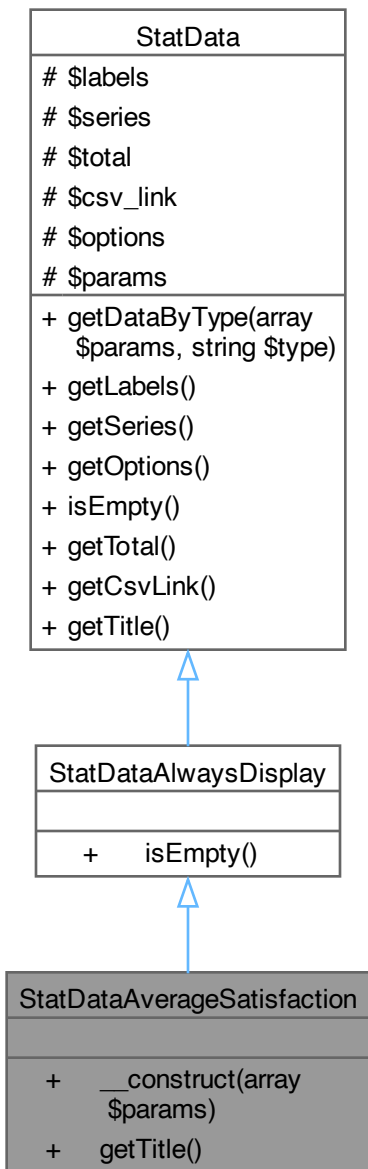 StatData
# $labels
# $series
# $total
# $csv_link
# $options
# $params
+ getDataByType(array
$params, string $type)
+ getLabels()
+ getSeries()
+ getOptions()
+ isEmpty()
+ getTotal()
+ getCsvLink()
+ getTitle()
StatDataAlwaysDisplay
+ isEmpty()
StatDataAverageSatisfaction
+ __construct(array
$params)
+ getTitle()